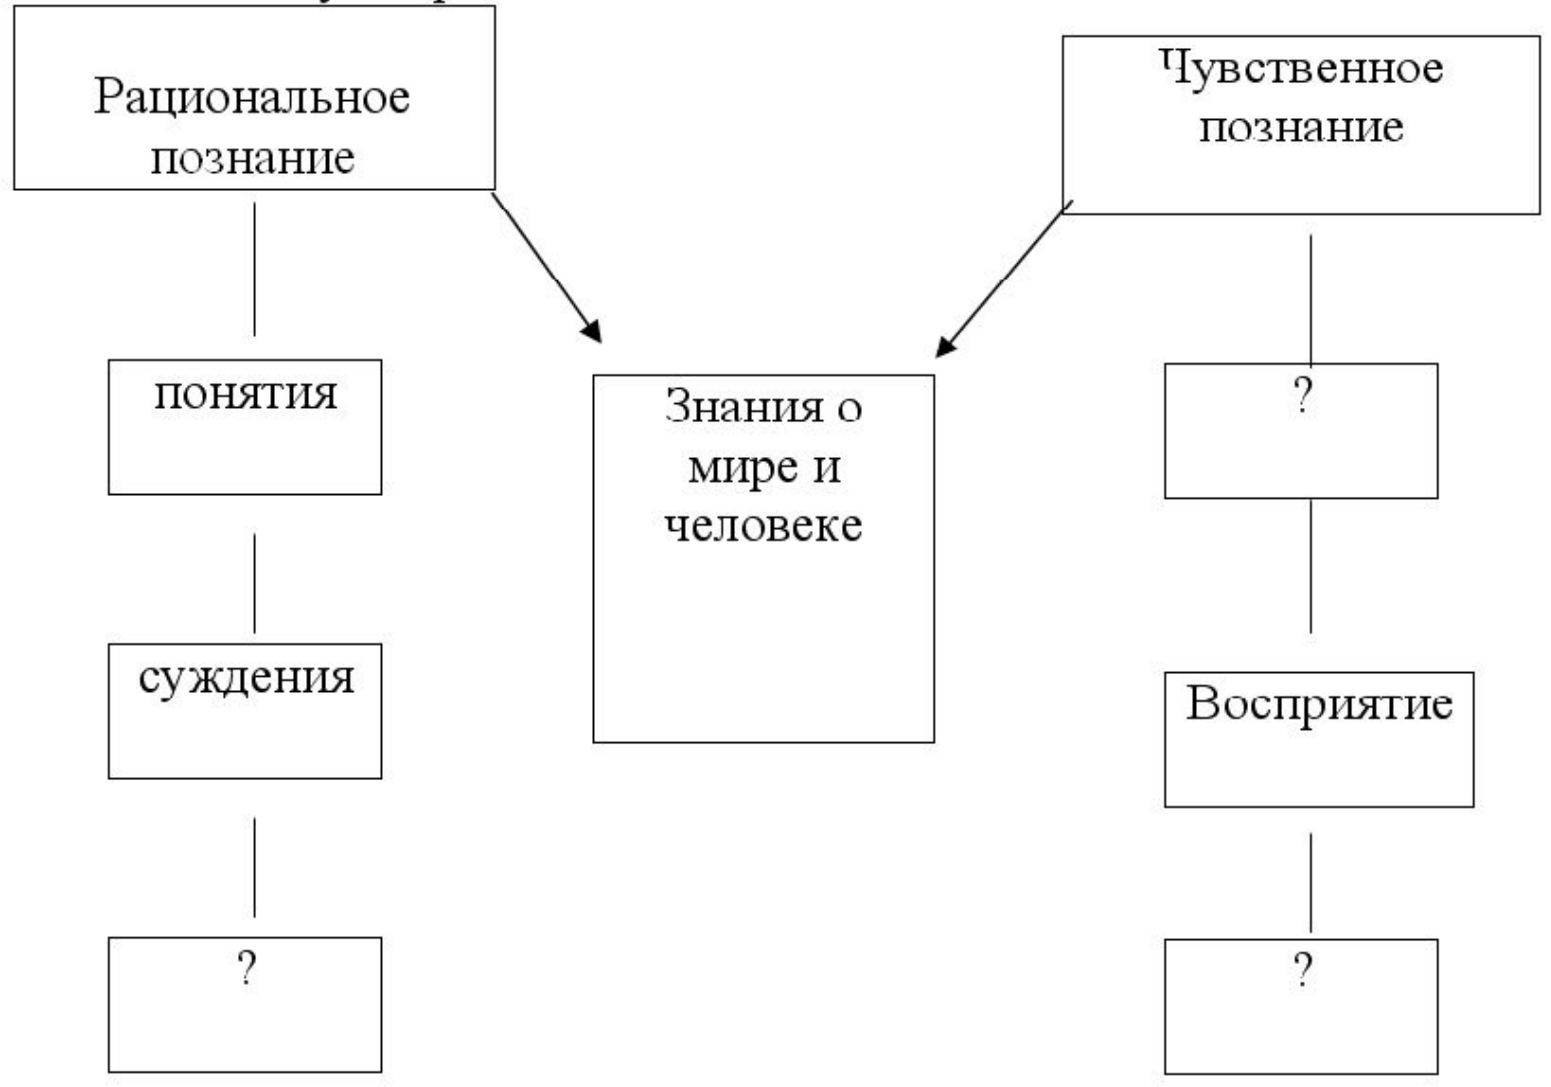 Рациональное
познание
Чувственное
познание
понятия
Знания о
мире и
человеке
?
суждения
Восприятие
?
?